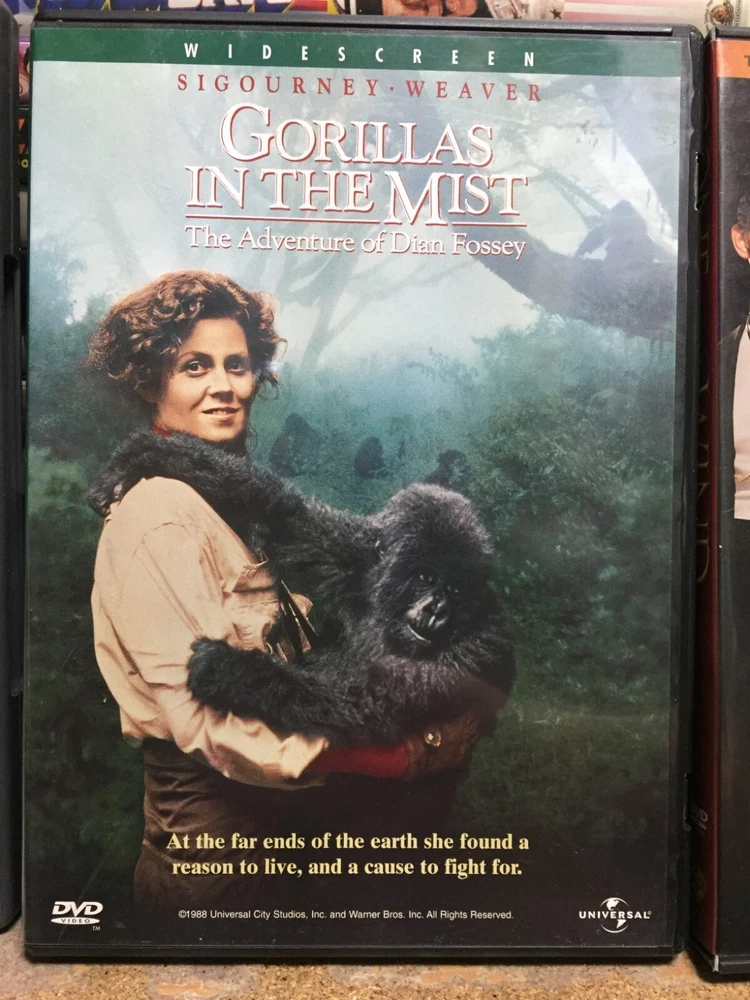 WIDESCREEN
SIGOURNEY · WEAVER
GORILLAS
IN THE MIST
The Adventure of Dian Fossey
At the far ends of the earth she found a
reason to live, and a cause to fight for.
DVD
VIDEO
TM
©1988 Universal City Studios, Inc. and Warner Bros. Inc. All Rights Reserved.
UNIVERSAL
WIND